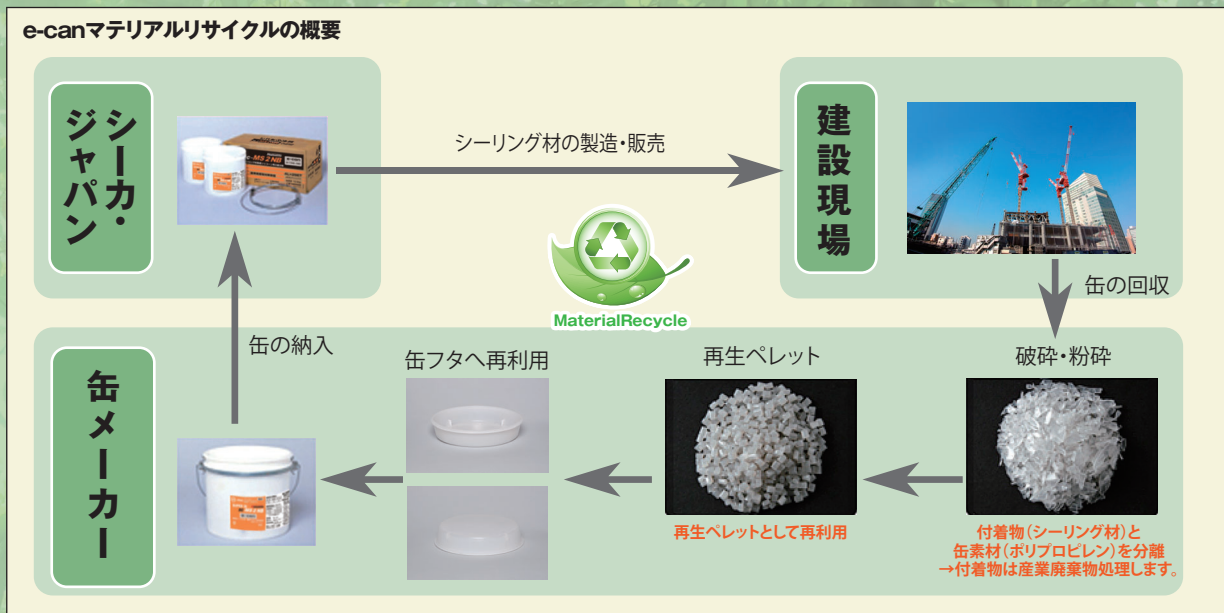 e-canマテリアルリサイクルの概要
シーカ・
ジャパン
e-MS 2 NB
シーリング材の製造・販売
建設現場
MaterialRecycle
缶の回収
缶の納入
缶メーカー
缶フタへ再利用
再生ペレット
破砕・粉砕
再生ペレットとして再利用
付着物（シーリング材）と
缶素材（ポリプロピレン）を分離
→付着物は産業廃棄物処理します。